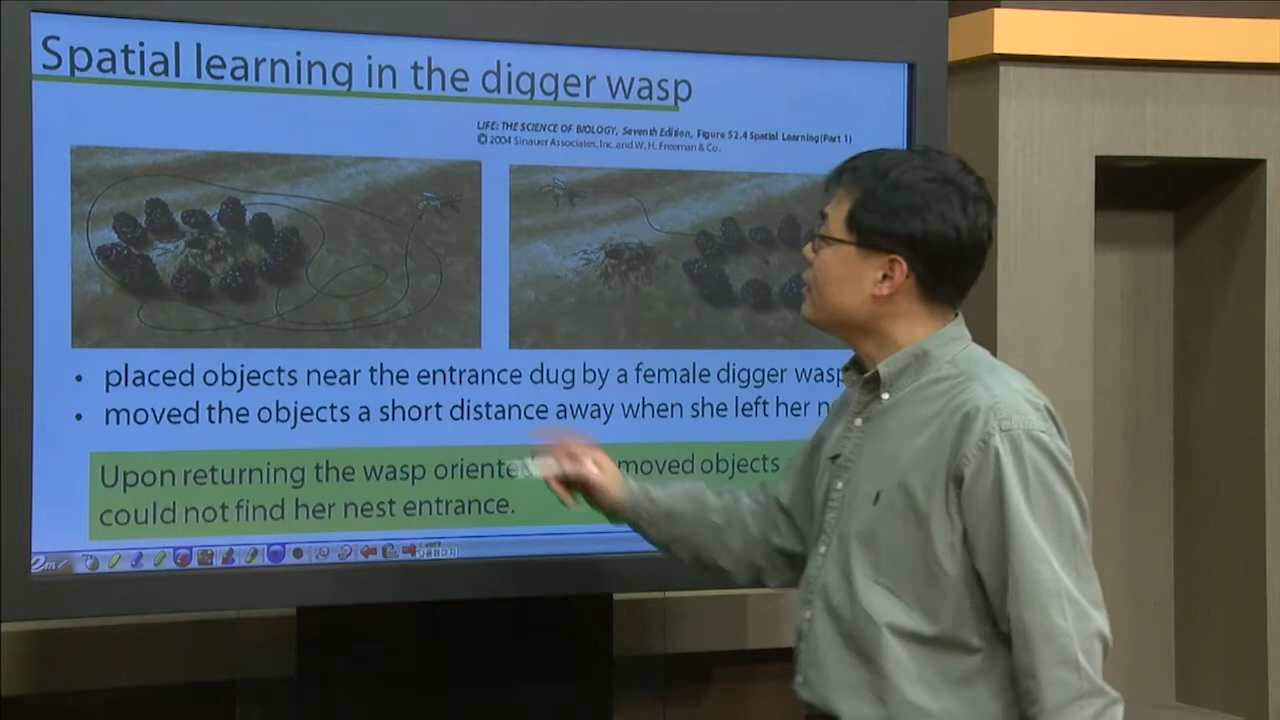 Spatial learning in the digger wasp
LIFE: THE SCIENCE OF BIOLOGY, Seventh Edition, Figure 52.4 Spatial Learning (Part 1)
© 2004 Sinauer Associates, Inc. and W. H. Freeman & Co.
• placed objects near the entrance dug by a female digger wasp
• moved the objects a short distance away when she left her
Upon returning the wasp moved objects
could not find her nest entrance.